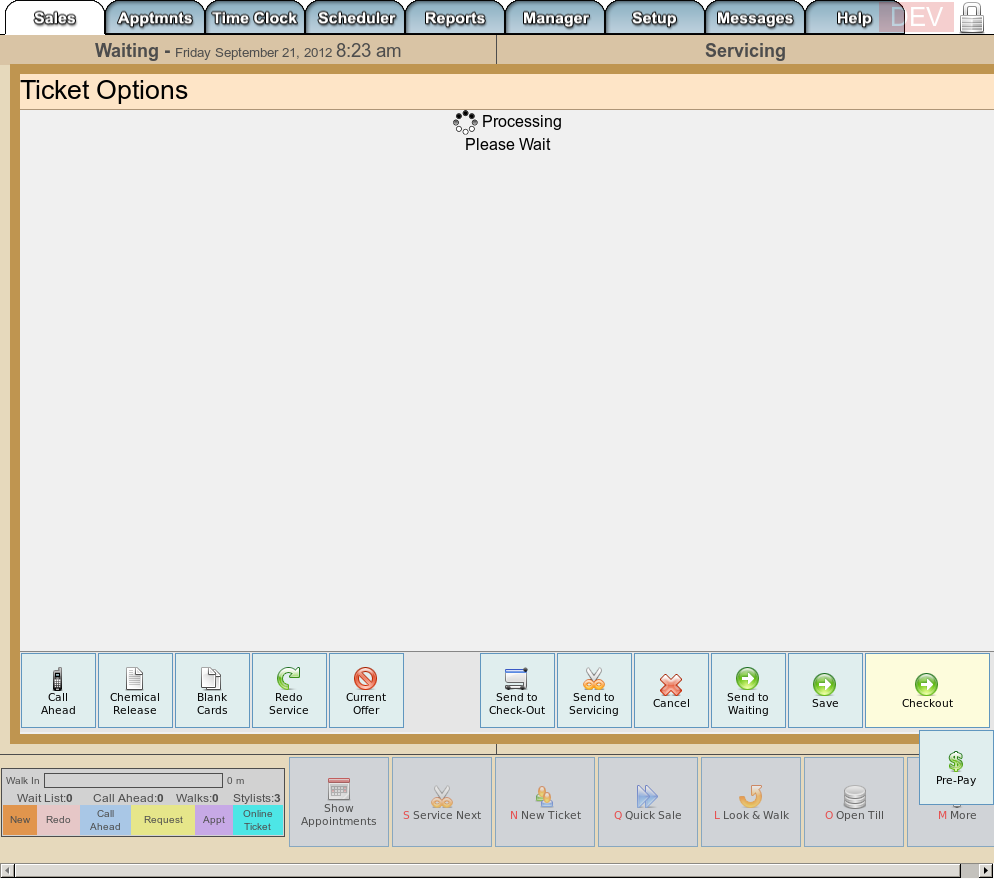 Sales Apptmnts Time Clock Scheduler Reports Manager Setup Messages Help DEV
Waiting - Friday September 21, 2012 8:23 am Servicing
Ticket Options
Processing
Please Wait
Call
Ahead
Chemical
Release
Blank
Cards
Redo
Service
Current
Offer
Send to
Check-Out
Send to
Servicing
Cancel
Send to
Waiting
Save
Checkout
Pre-Pay
Walk In 0 m
Wait List:0 Call Ahead:0 Walks:0 Stylists:3
New
Redo
Call
Ahead
Request
Appt
Online
Ticket
Show
Appointments
S Service Next
N New Ticket
Q Quick Sale
L Look & Walk
O Open Till
M More